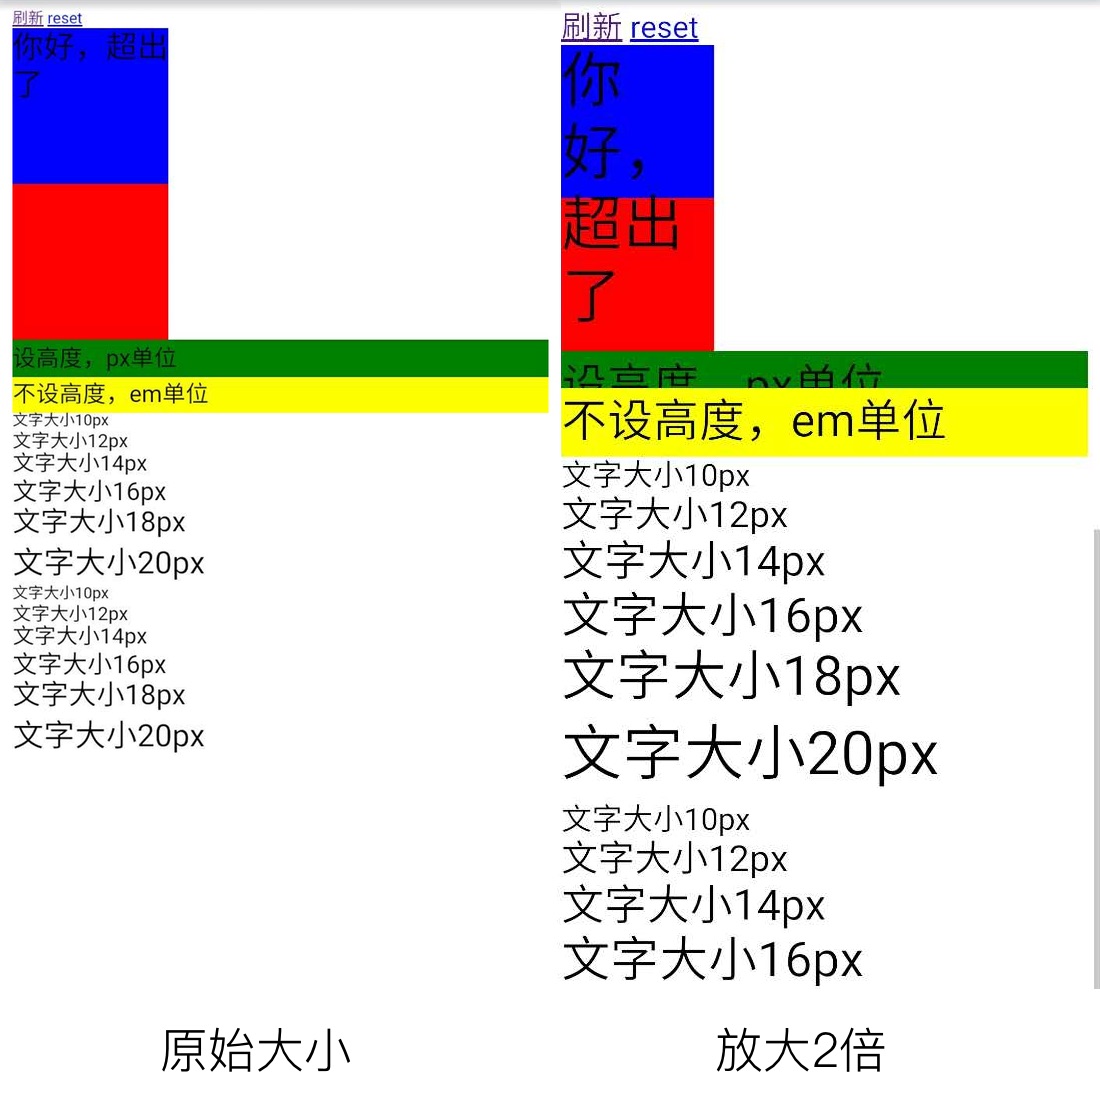 刷新 reset
你好，超出
了
设高度，px单位
不设高度，em单位
文字大小10px
文字大小12px
文字大小14px
文字大小16px
文字大小18px
文字大小20px
文字大小10px
文字大小12px
文字大小14px
文字大小16px
文字大小18px
文字大小20px
原始大小
刷新 reset
你
好，
超出
了
设高度，px单位
不设高度，em单位
文字大小10px
文字大小12px
文字大小14px
文字大小16px
文字大小18px
文字大小20px
文字大小10px
文字大小12px
文字大小14px
文字大小16px
放大2倍